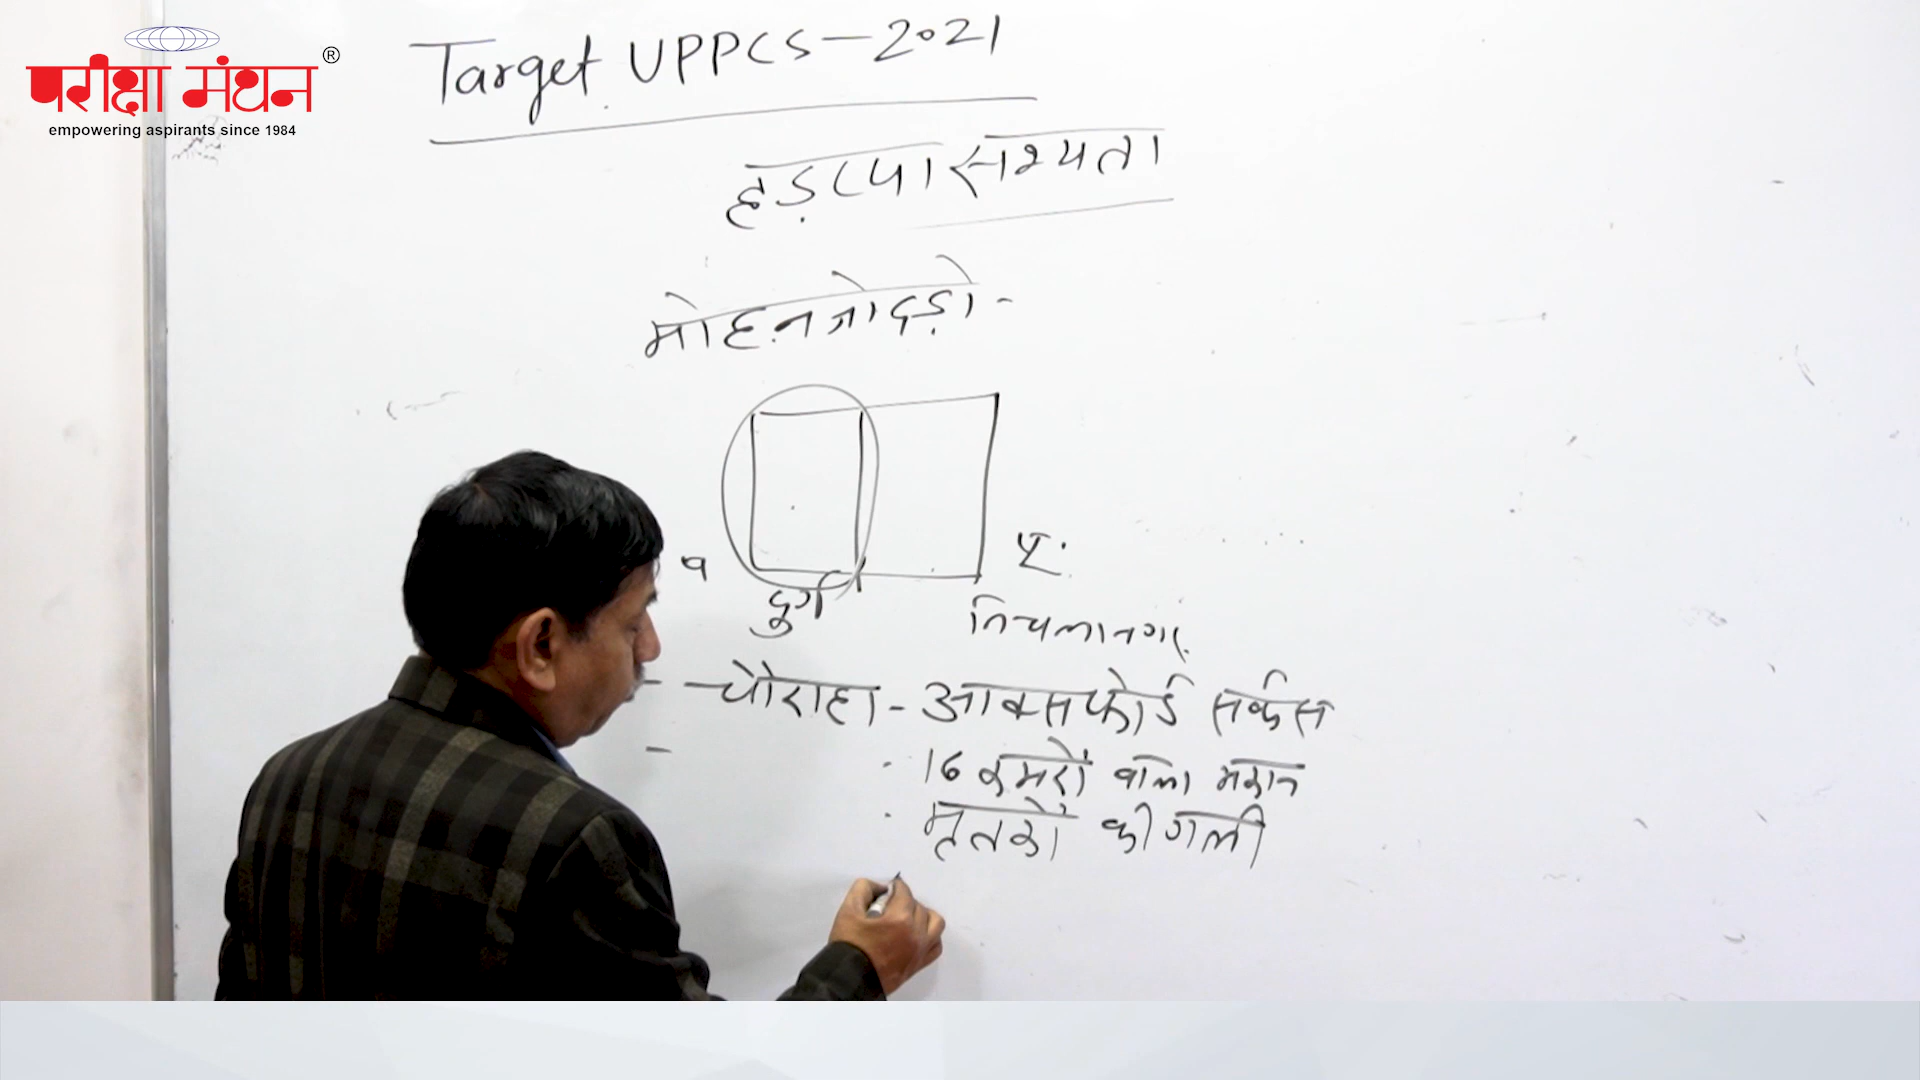 परीक्षा मंथन ®
empowering aspirants since 1984
Target UPPCS-2021
हड़प्पा सभ्यता
मोहनजोदड़ो -
प
पू.
दुर्ग
निचला नगर
- चौराहा - आक्सफोर्ड सर्कस
-
. 16 कमरों वाला मकान
. मृतकों की गली